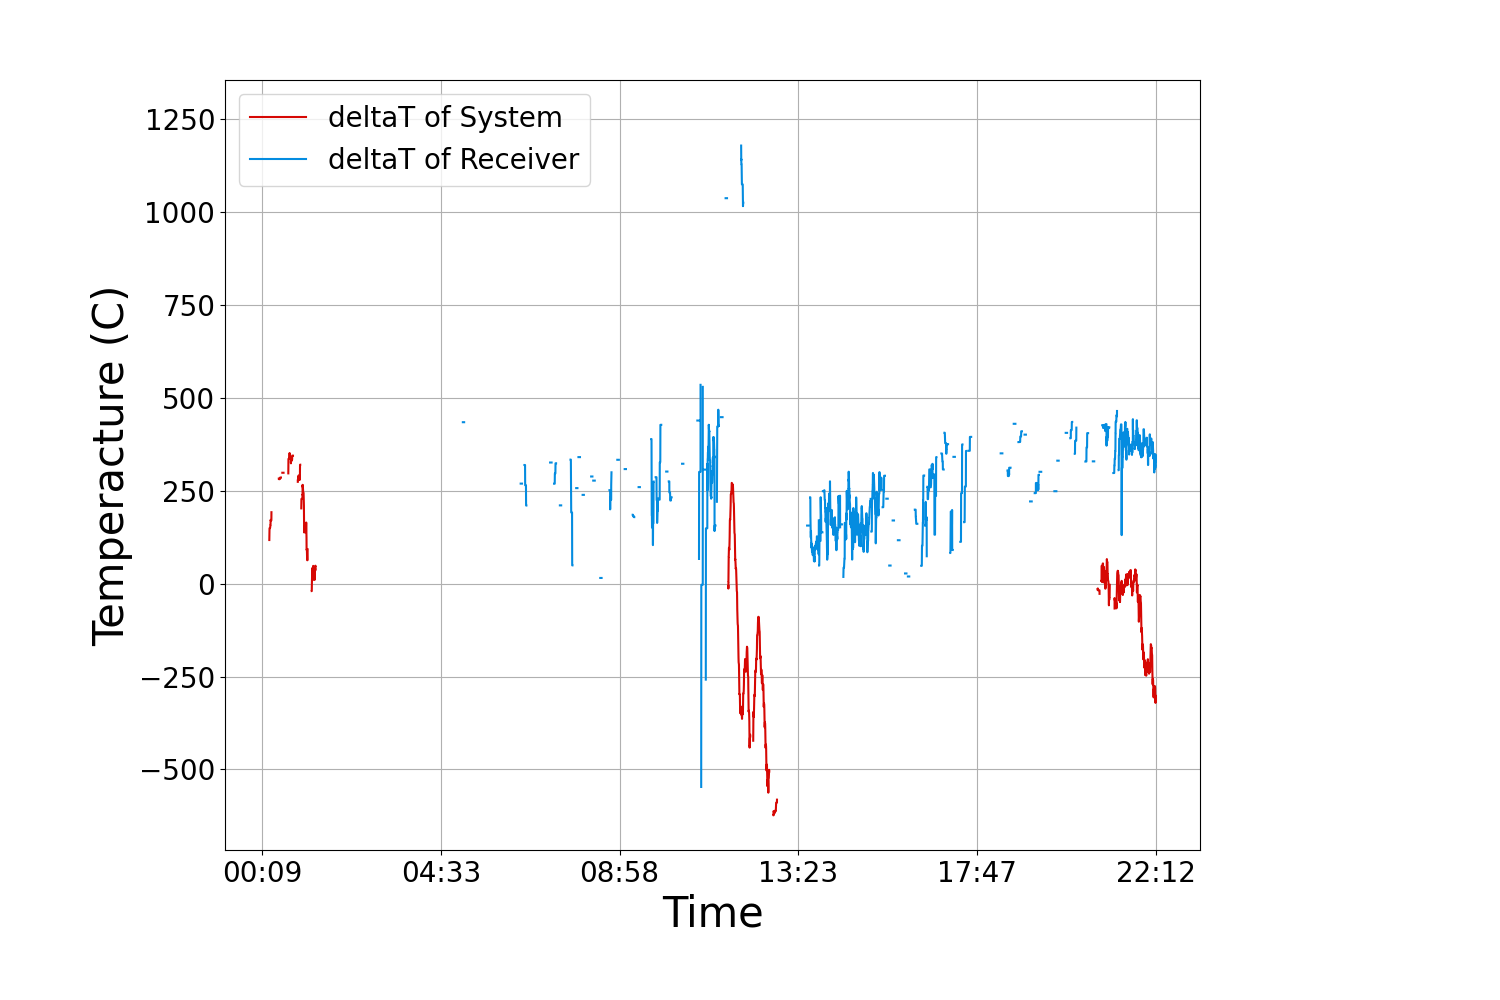 deltaT of System
deltaT of Receiver
1250
1000
750
500
250
0
−250
−500
Temperacture (C)
00:09 04:33 08:58 13:23 17:47 22:12
Time